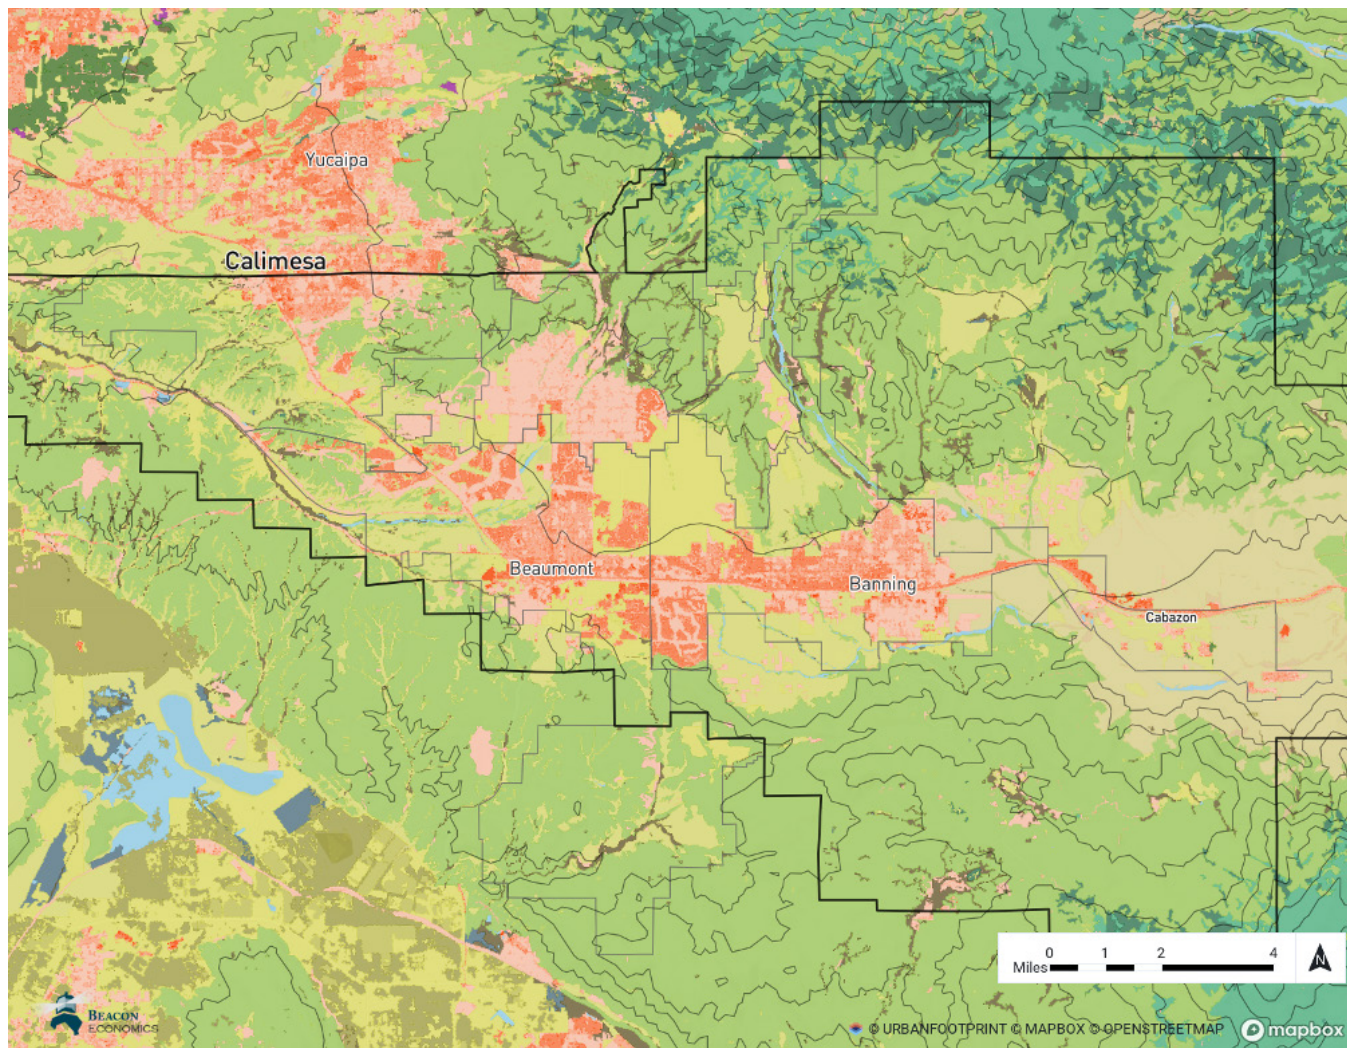 Yucaipa
Calimesa
Beaumont
Banning
Cabazon
0 1 2 4
Miles
N
BEACON
ECONOMICS
© URBANFOOTPRINT © MAPBOX © OPENSTREETMAP
mapbox